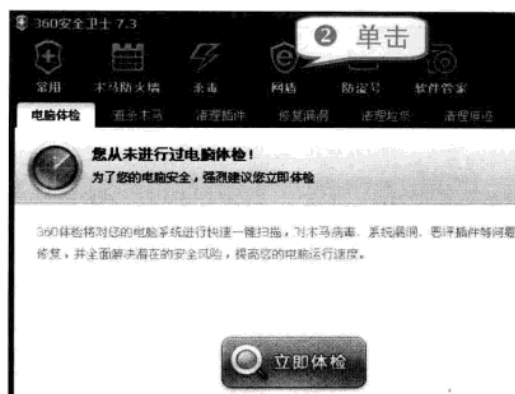 360安全卫士 7.3
❷ 单击
常用 木马防火墙 杀毒 网盾 防盗号 软件管家
电脑体检 查杀木马 清理插件 修复漏洞 清理垃圾 清理痕迹
您从未进行过电脑体检！
为了您的电脑安全，强烈建议您立即体检
360体检将对您的电脑系统进行快速一键扫描，对木马病毒、系统漏洞、恶评插件等问题
修复，并全面解决潜在的安全风险，提高您的电脑运行速度。
立即体检